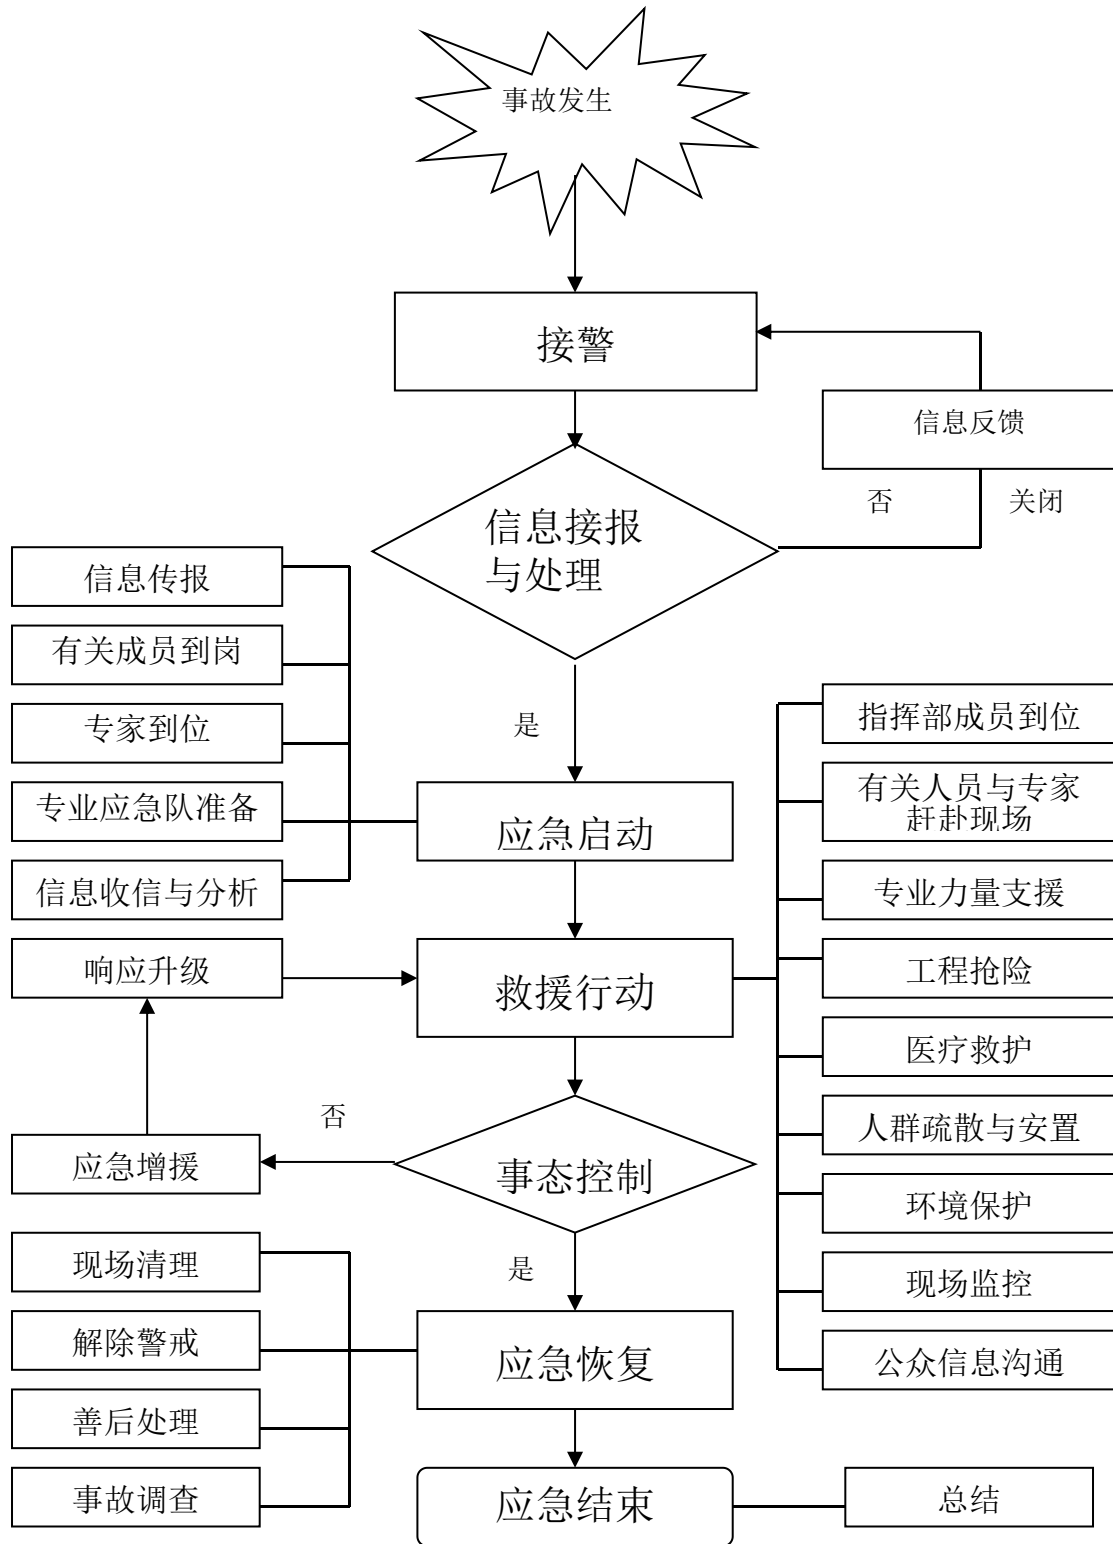 事故发生
接警
信息反馈
否
关闭
信息接报
与处理
信息传报
有关成员到岗
专家到位
专业应急队准备
信息收信与分析
是
应急启动
指挥部成员到位
有关人员与专家
赶赴现场
专业力量支援
工程抢险
医疗救护
人群疏散与安置
环境保护
现场监控
公众信息沟通
响应升级
救援行动
否
应急增援
事态控制
是
现场清理
解除警戒
善后处理
事故调查
应急恢复
应急结束
总结